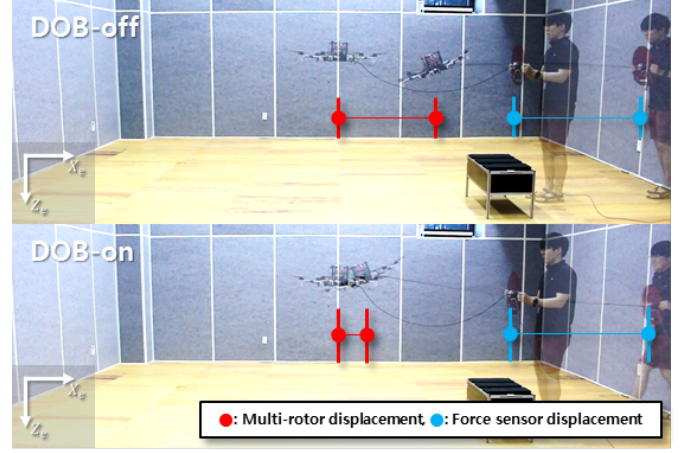 DOB-off
Xe
Ze
DOB-on
Xe
Ze
: Multi-rotor displacement, : Force sensor displacement